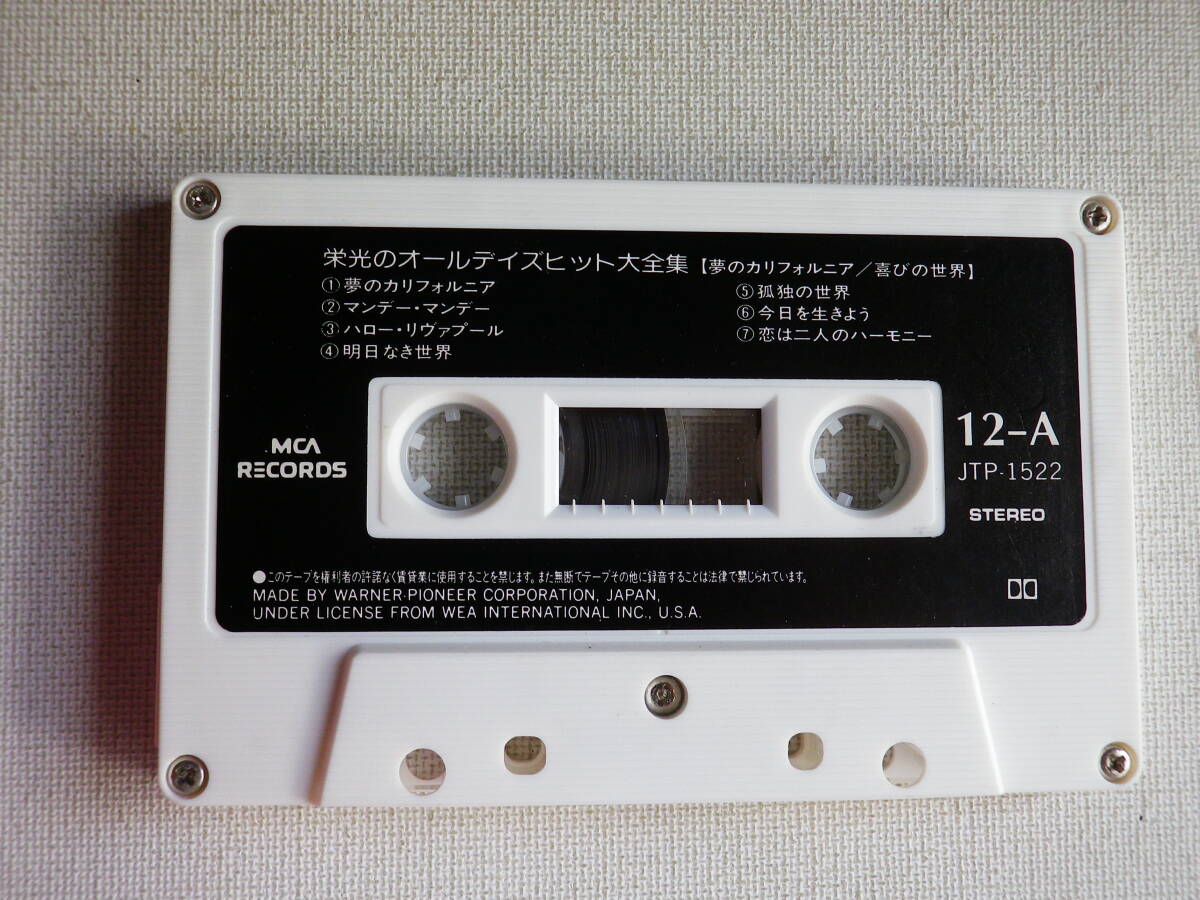 栄光のオールデイズヒット大全集【夢のカリフォルニア／喜びの世界】
①夢のカリフォルニア
②マンデー・マンデー
③ハロー・リヴァプール
④明日なき世界
⑤孤独の世界
⑥今日を生きよう
⑦恋は二人のハーモニー
MCA
RECORDS
12-A
JTP-1522
STEREO
●このテープを権利者の許諾なく賃貸業に使用することを禁じます。また無断でテープその他に録音することは法律で禁じられています。
MADE BY WARNER-PIONEER CORPORATION, JAPAN,
UNDER LICENSE FROM WEA INTERNATIONAL INC., U.S.A.